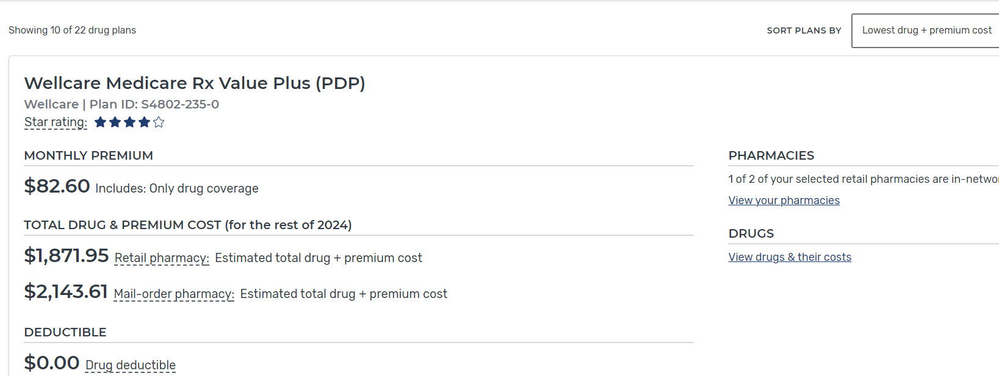 Showing 10 of 22 drug plans
SORT PLANS BY
Lowest drug + premium cost
Wellcare Medicare Rx Value Plus (PDP)
Wellcare | Plan ID: S4802-235-0
Star rating:
MONTHLY PREMIUM
$82.60 Includes: Only drug coverage
TOTAL DRUG & PREMIUM COST (for the rest of 2024)
$1,871.95 Retail pharmacy: Estimated total drug + premium cost
$2,143.61 Mail-order pharmacy: Estimated total drug + premium cost
DEDUCTIBLE
$0.00 Drug deductible
PHARMACIES
1 of 2 of your selected retail pharmacies are in-netwo
View your pharmacies
DRUGS
View drugs & their costs